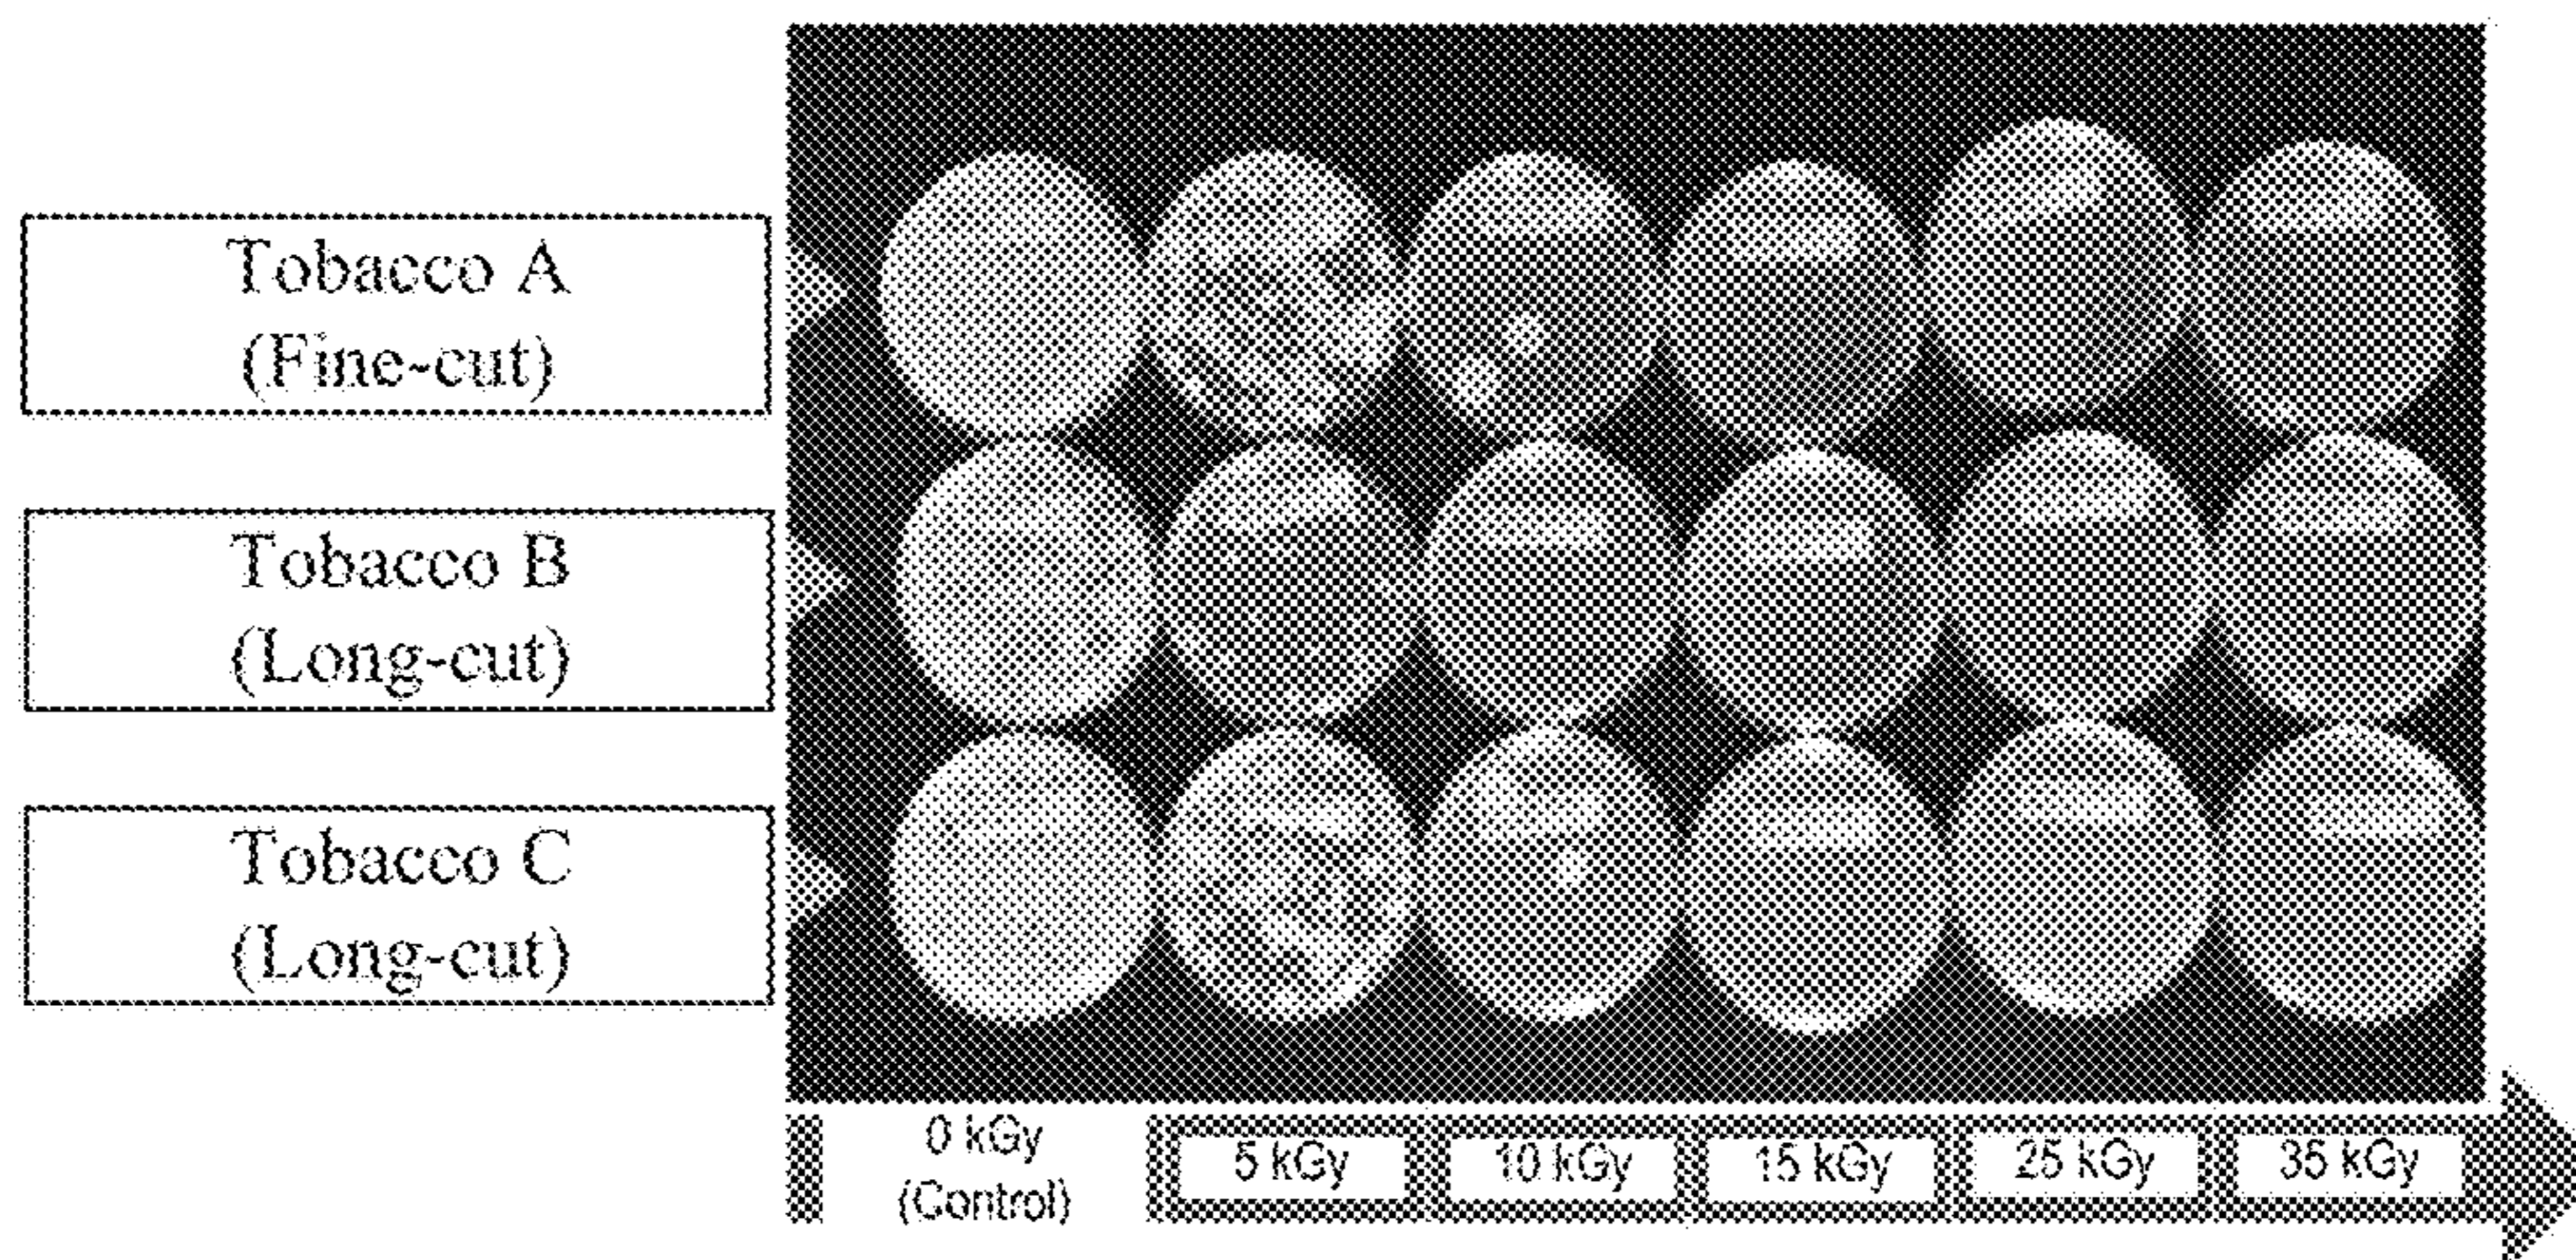 Tobacco A
(Fine-cut)
Tobacco B
(Long-cut)
Tobacco C
(Long-cut)
0 kGy
(Control)
5 kGy
10 kGy
15 kGy
25 kGy
35 kGy